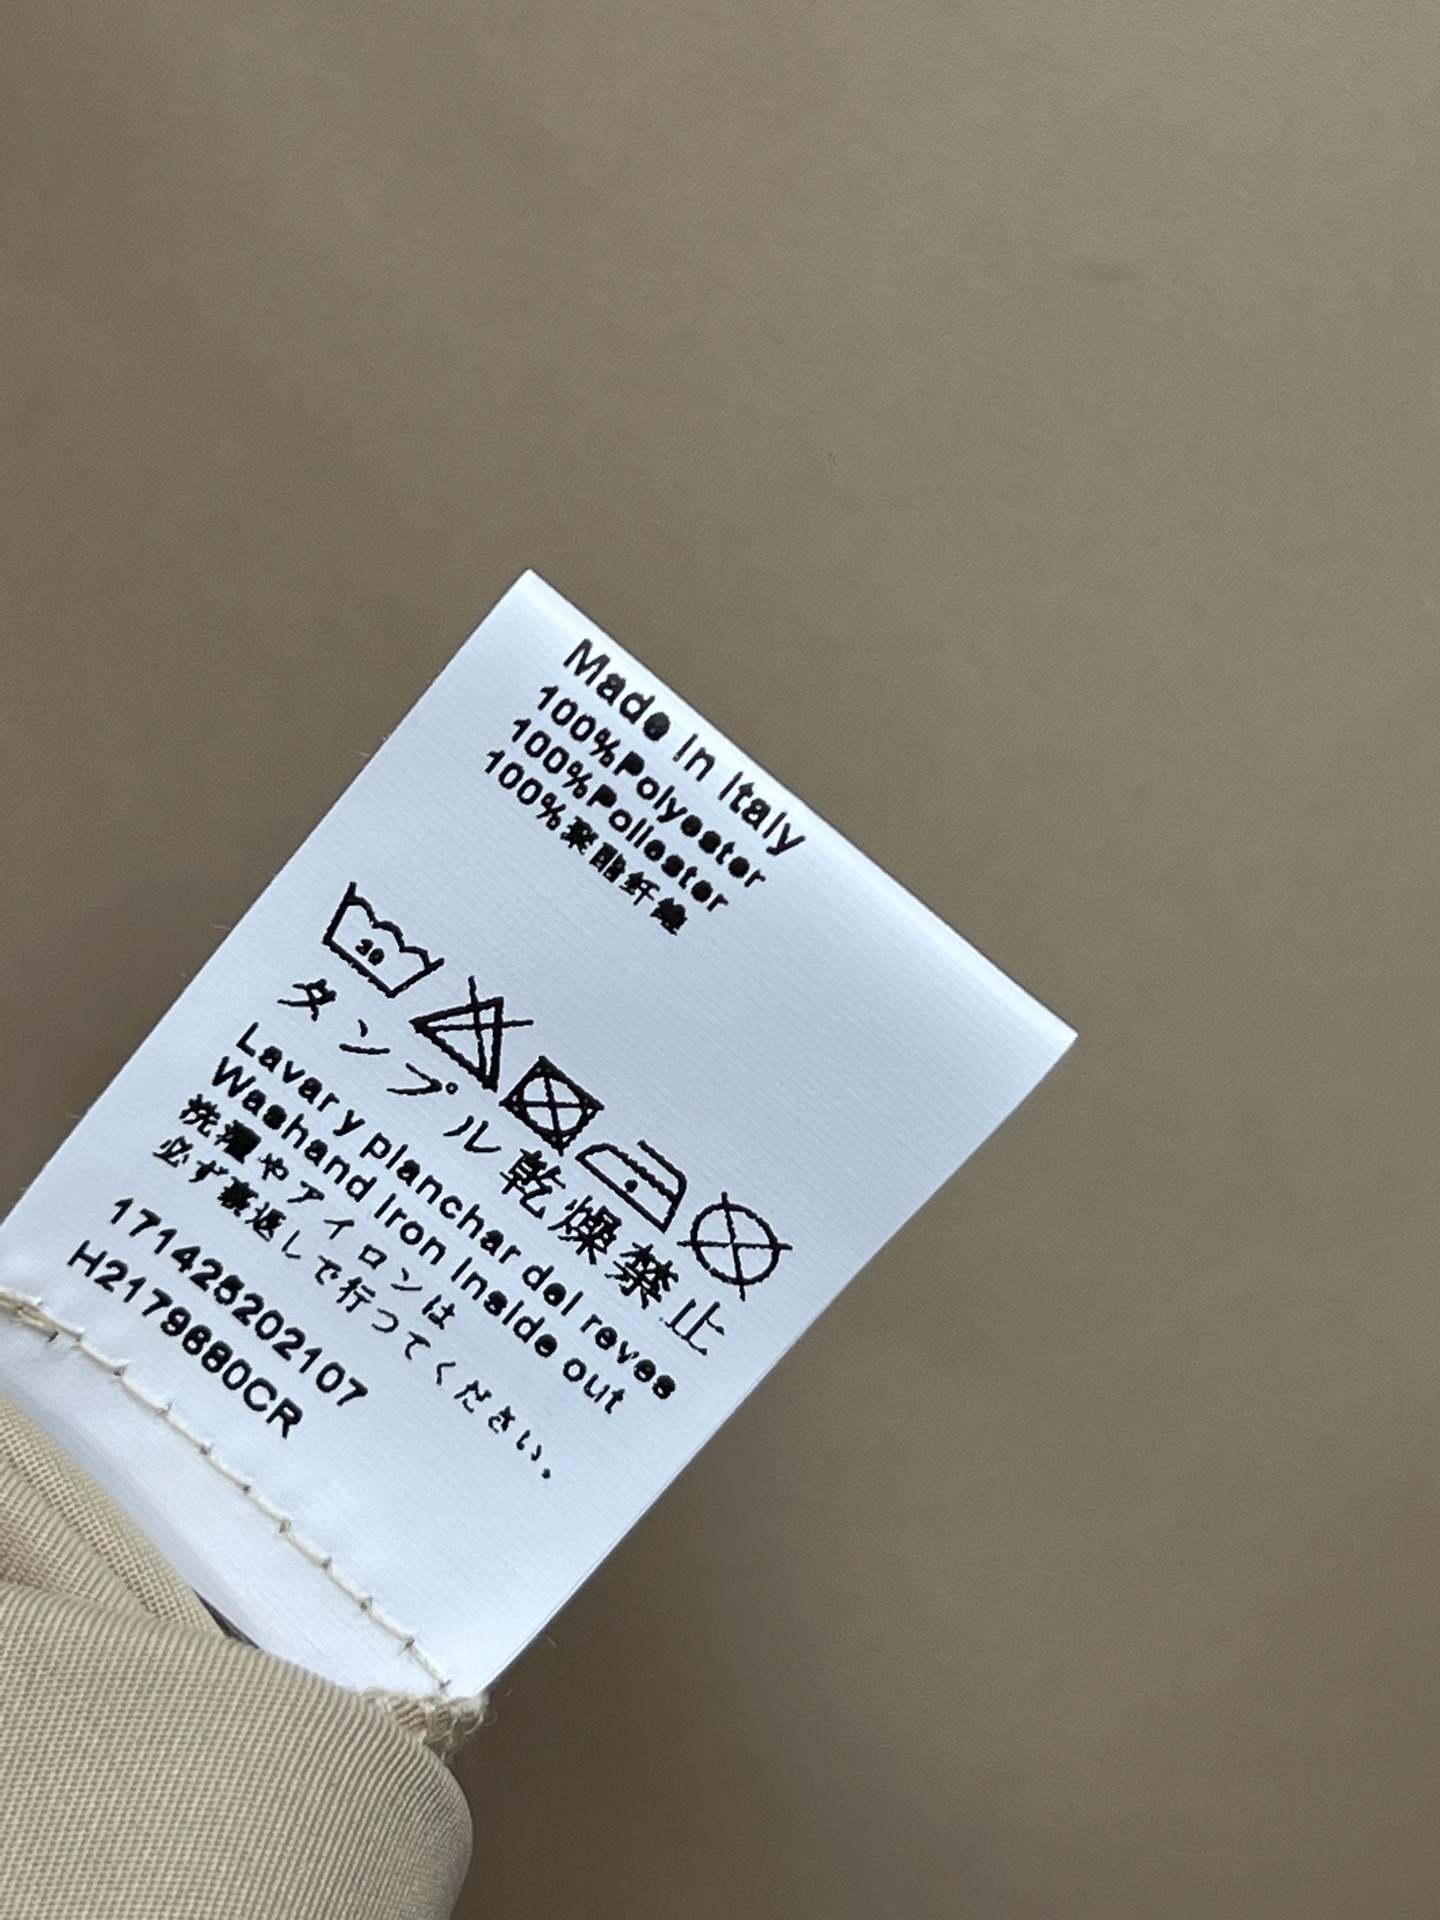 Made in Italy
100%Polyester
100%Poliester
100%聚酯纤维
30
タンブル乾燥禁止
Lavar y planchar del reves
Washand iron inside out
洗濯やアイロンは
必ず裏返しで行ってください.
171425202107
H2179680CR